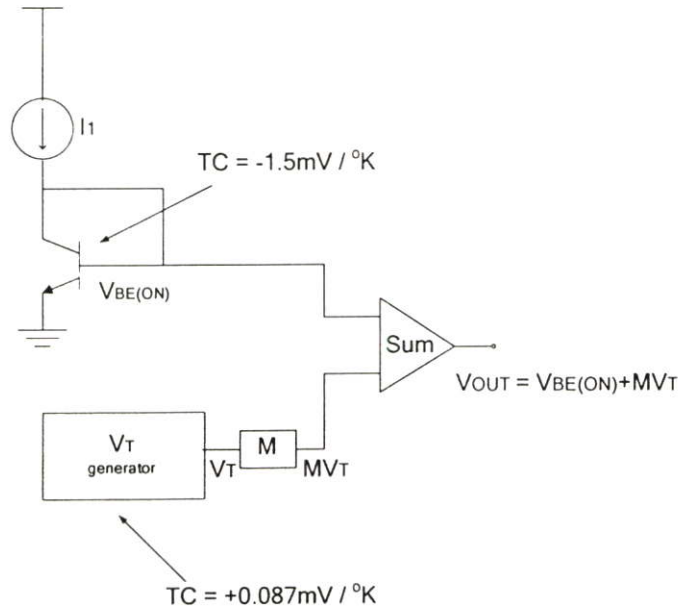 I1
TC = -1.5mV / °K
VBE(ON)
Sum
VOUT = VBE(ON)+MVT
VT
generator
VT
M
MVT
TC = +0.087mV / °K